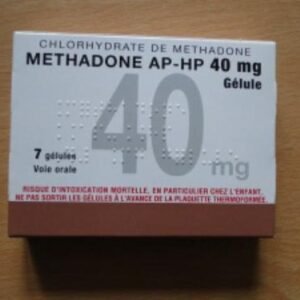 CHLORHYDRATE DE METHADONE
METHADONE AP-HP 40 mg
Gélule
40 mg
7 gélules
Voie orale
RISQUE D'INTOXICATION MORTELLE, EN PARTICULIER CHEZ L'ENFANT.
NE PAS SORTIR LES GÉLULES À L'AVANCE DE LA PLAQUETTE THERMOFORMÉE.